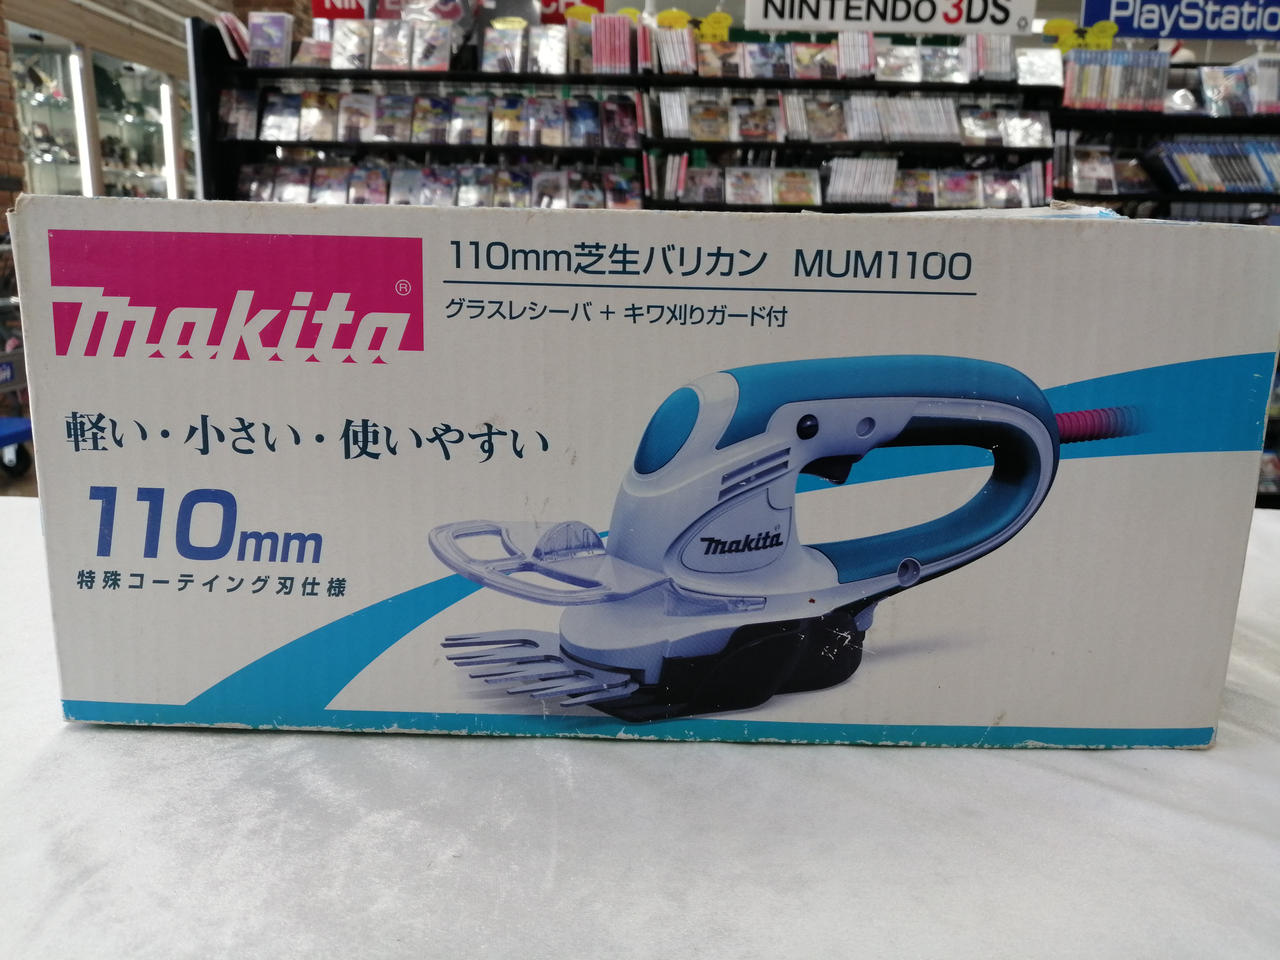 NINTENDO 3DS
PlayStatio
makita®
110mm芝生バリカン MUM1100
グラスレシーバ + キワ刈りガード付
軽い・小さい・使いやすい
110mm
特殊コーティング刃仕様
makita®